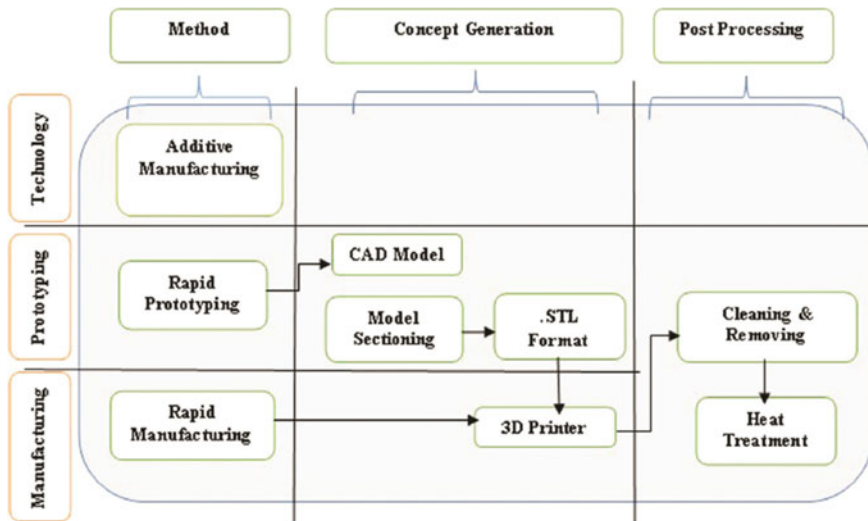 Method
Concept Generation
Post Processing
Technology
Additive
Manufacturing
Prototyping
Rapid
Prototyping
CAD Model
Model
Sectioning
.STL
Format
Cleaning &
Removing
Manufacturing
Rapid
Manufacturing
3D Printer
Heat
Treatment